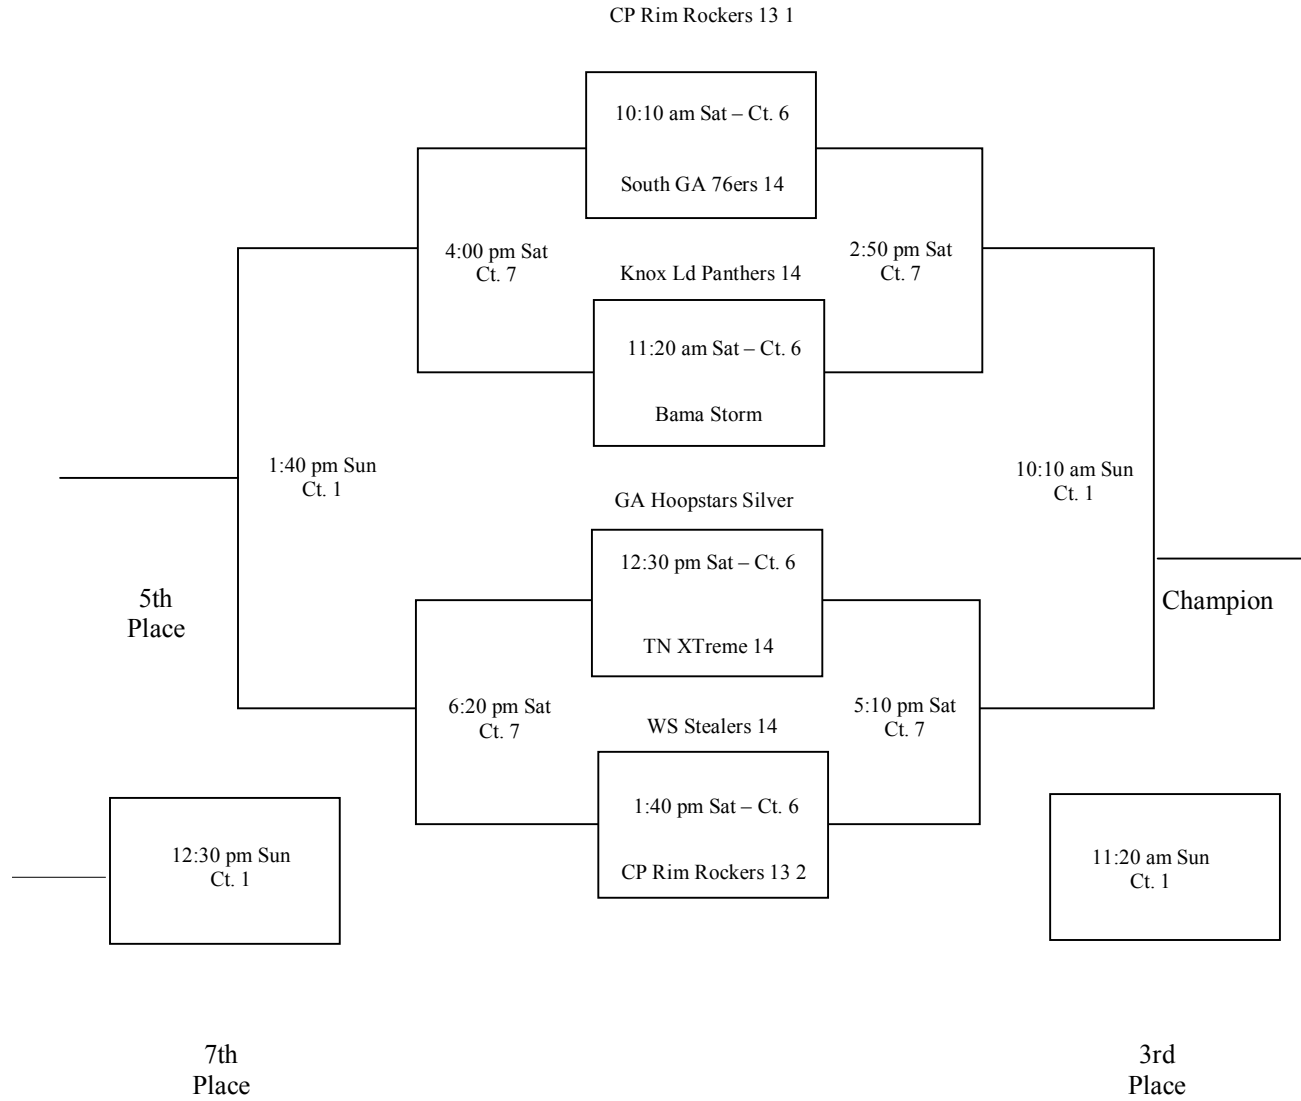 CP Rim Rockers 13 1
10:10 am Sat – Ct. 6
South GA 76ers 14
4:00 pm Sat
Ct. 7
2:50 pm Sat
Ct. 7
Knox Ld Panthers 14
11:20 am Sat – Ct. 6
Bama Storm
1:40 pm Sun
Ct. 1
10:10 am Sun
Ct. 1
GA Hoopstars Silver
12:30 pm Sat – Ct. 6
5th
Place
Champion
TN XTreme 14
6:20 pm Sat
Ct. 7
5:10 pm Sat
Ct. 7
WS Stealers 14
1:40 pm Sat – Ct. 6
CP Rim Rockers 13 2
12:30 pm Sun
Ct. 1
11:20 am Sun
Ct. 1
7th
Place
3rd
Place